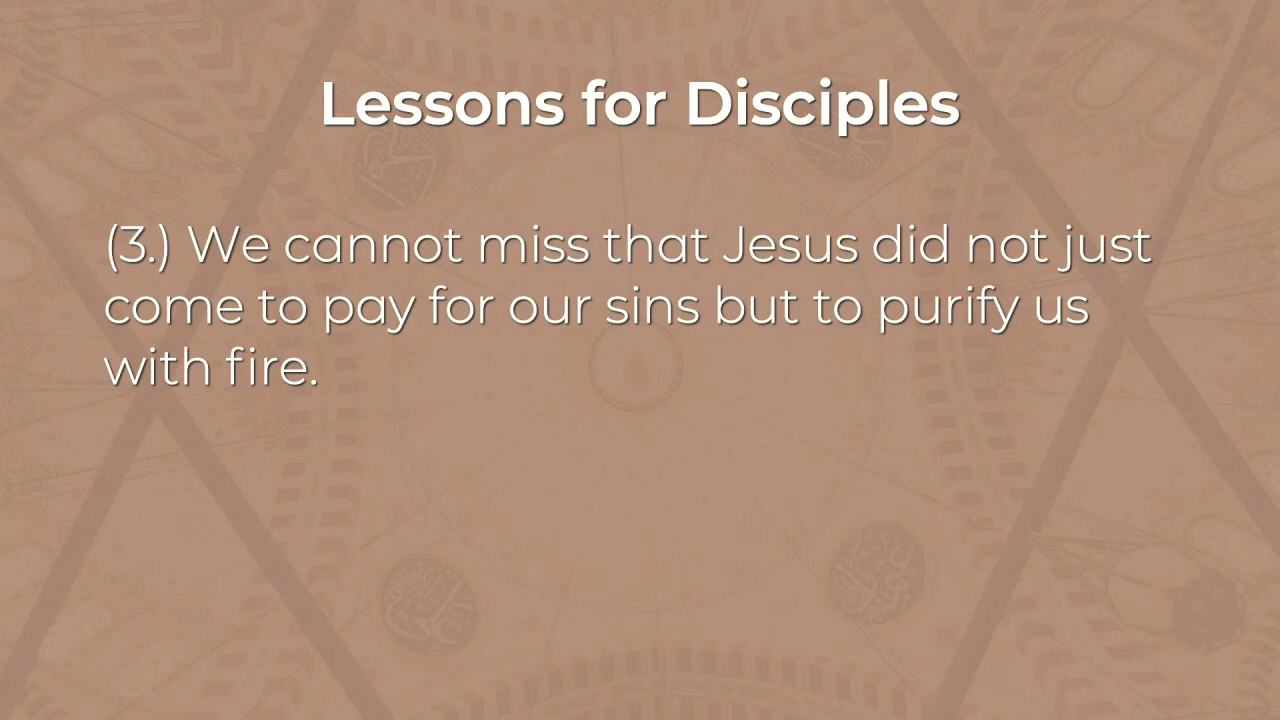 Lessons for Disciples
(3.) We cannot miss that Jesus did not just
come to pay for our sins but to purify us
with fire.